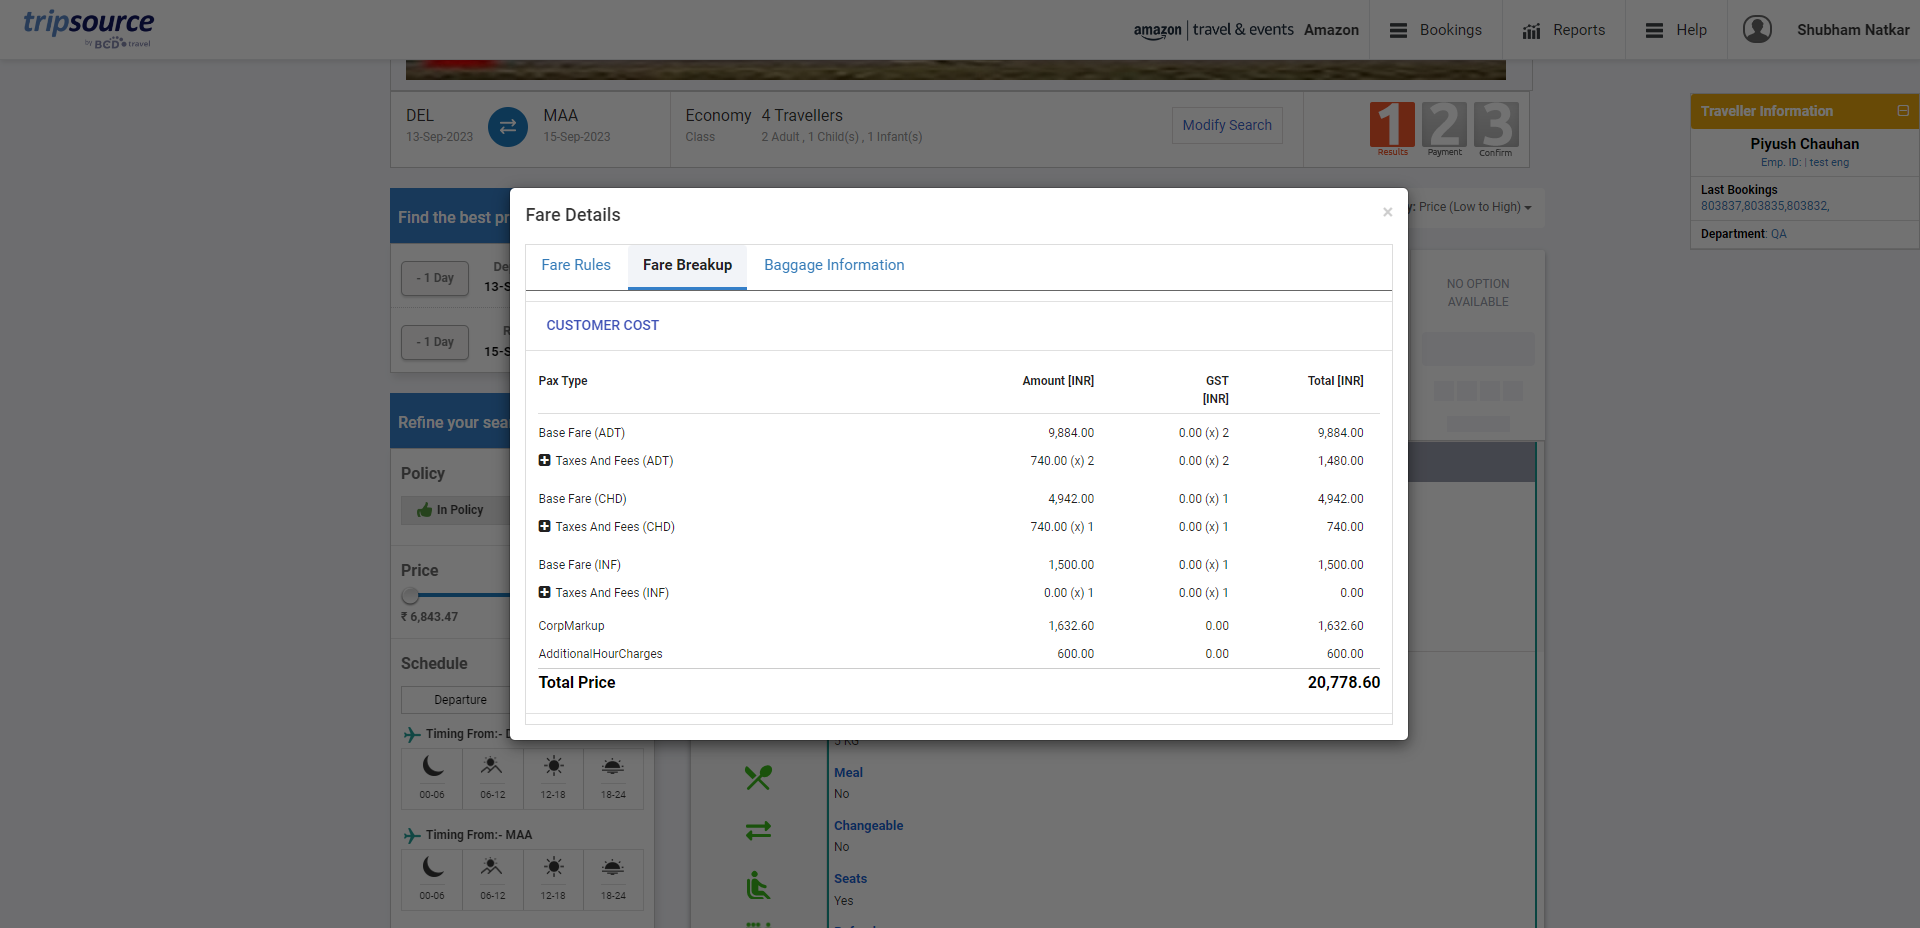 tripsource
by BCD travel
amazon | travel & events Amazon
Bookings
Reports
Help
Shubham Natkar
DEL
13-Sep-2023
MAA
15-Sep-2023
Economy 4 Travellers
Class 2 Adult , 1 Child(s) , 1 Infant(s)
Modify Search
1 2 3
Results Payment Confirm
Traveller Information
Piyush Chauhan
Emp. ID: | test eng
Last Bookings
803837,803835,803832,
Department: QA
Find the best
- 1 Day
- 1 Day
Refine your
Policy
In Policy
Price
₹ 6,843.47
Schedule
Departure
Timing From:-
00-06 06-12 12-18 18-24
Timing From:- MAA
00-06 06-12 12-18 18-24
Price (Low to High)
NO OPTION
AVAILABLE
Fare Details ×
Fare Rules Fare Breakup Baggage Information
CUSTOMER COST
Pax Type Amount [INR] GST [INR] Total [INR]
Base Fare (ADT) 9,884.00 0.00 (x) 2 9,884.00
Taxes And Fees (ADT) 740.00 (x) 2 0.00 (x) 2 1,480.00
Base Fare (CHD) 4,942.00 0.00 (x) 1 4,942.00
Taxes And Fees (CHD) 740.00 (x) 1 0.00 (x) 1 740.00
Base Fare (INF) 1,500.00 0.00 (x) 1 1,500.00
Taxes And Fees (INF) 0.00 (x) 1 0.00 (x) 1 0.00
CorpMarkup 1,632.60 0.00 1,632.60
AdditionalHourCharges 600.00 0.00 600.00
Total Price 20,778.60
Meal
No
Changeable
No
Seats
Yes